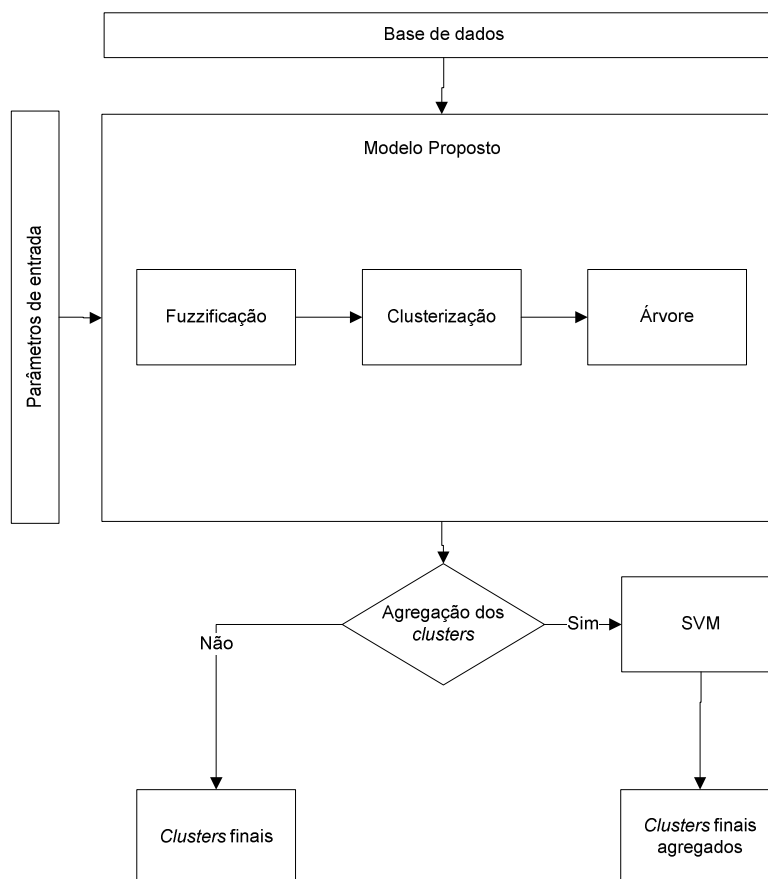 Base de dados
Modelo Proposto
Parâmetros de entrada
Fuzzificação
Clusterização
Árvore
Agregação dos
clusters
Não
Sim
SVM
Clusters finais
Clusters finais
agregados